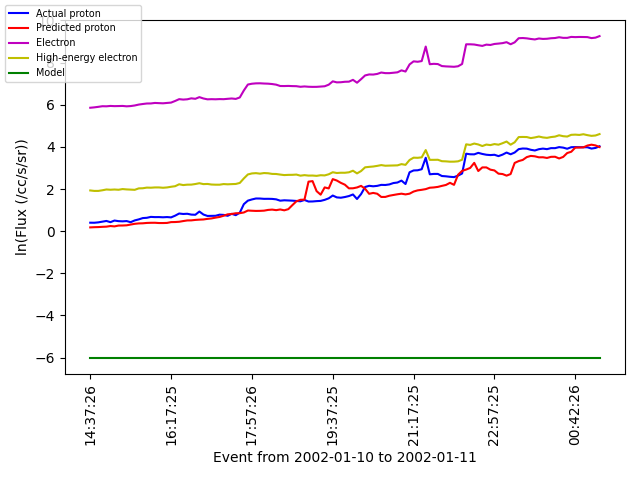 Actual proton
Predicted proton
Electron
High-energy electron
Model
ln(Flux (/cc/s/sr))
6
4
2
0
−2
−4
−6
14:37:26
16:17:25
17:57:26
19:37:25
21:17:25
22:57:25
00:42:26
Event from 2002-01-10 to 2002-01-11